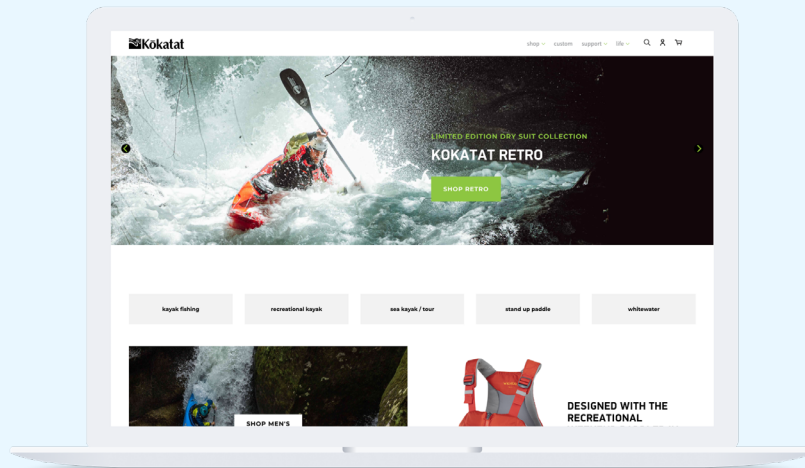 Kōkatat
shop custom support life
LIMITED EDITION DRY SUIT COLLECTION
KOKATAT RETRO
SHOP RETRO
kayak fishing
recreational kayak
sea kayak / tour
stand up paddle
whitewater
SHOP MEN'S
DESIGNED WITH THE
RECREATIONAL